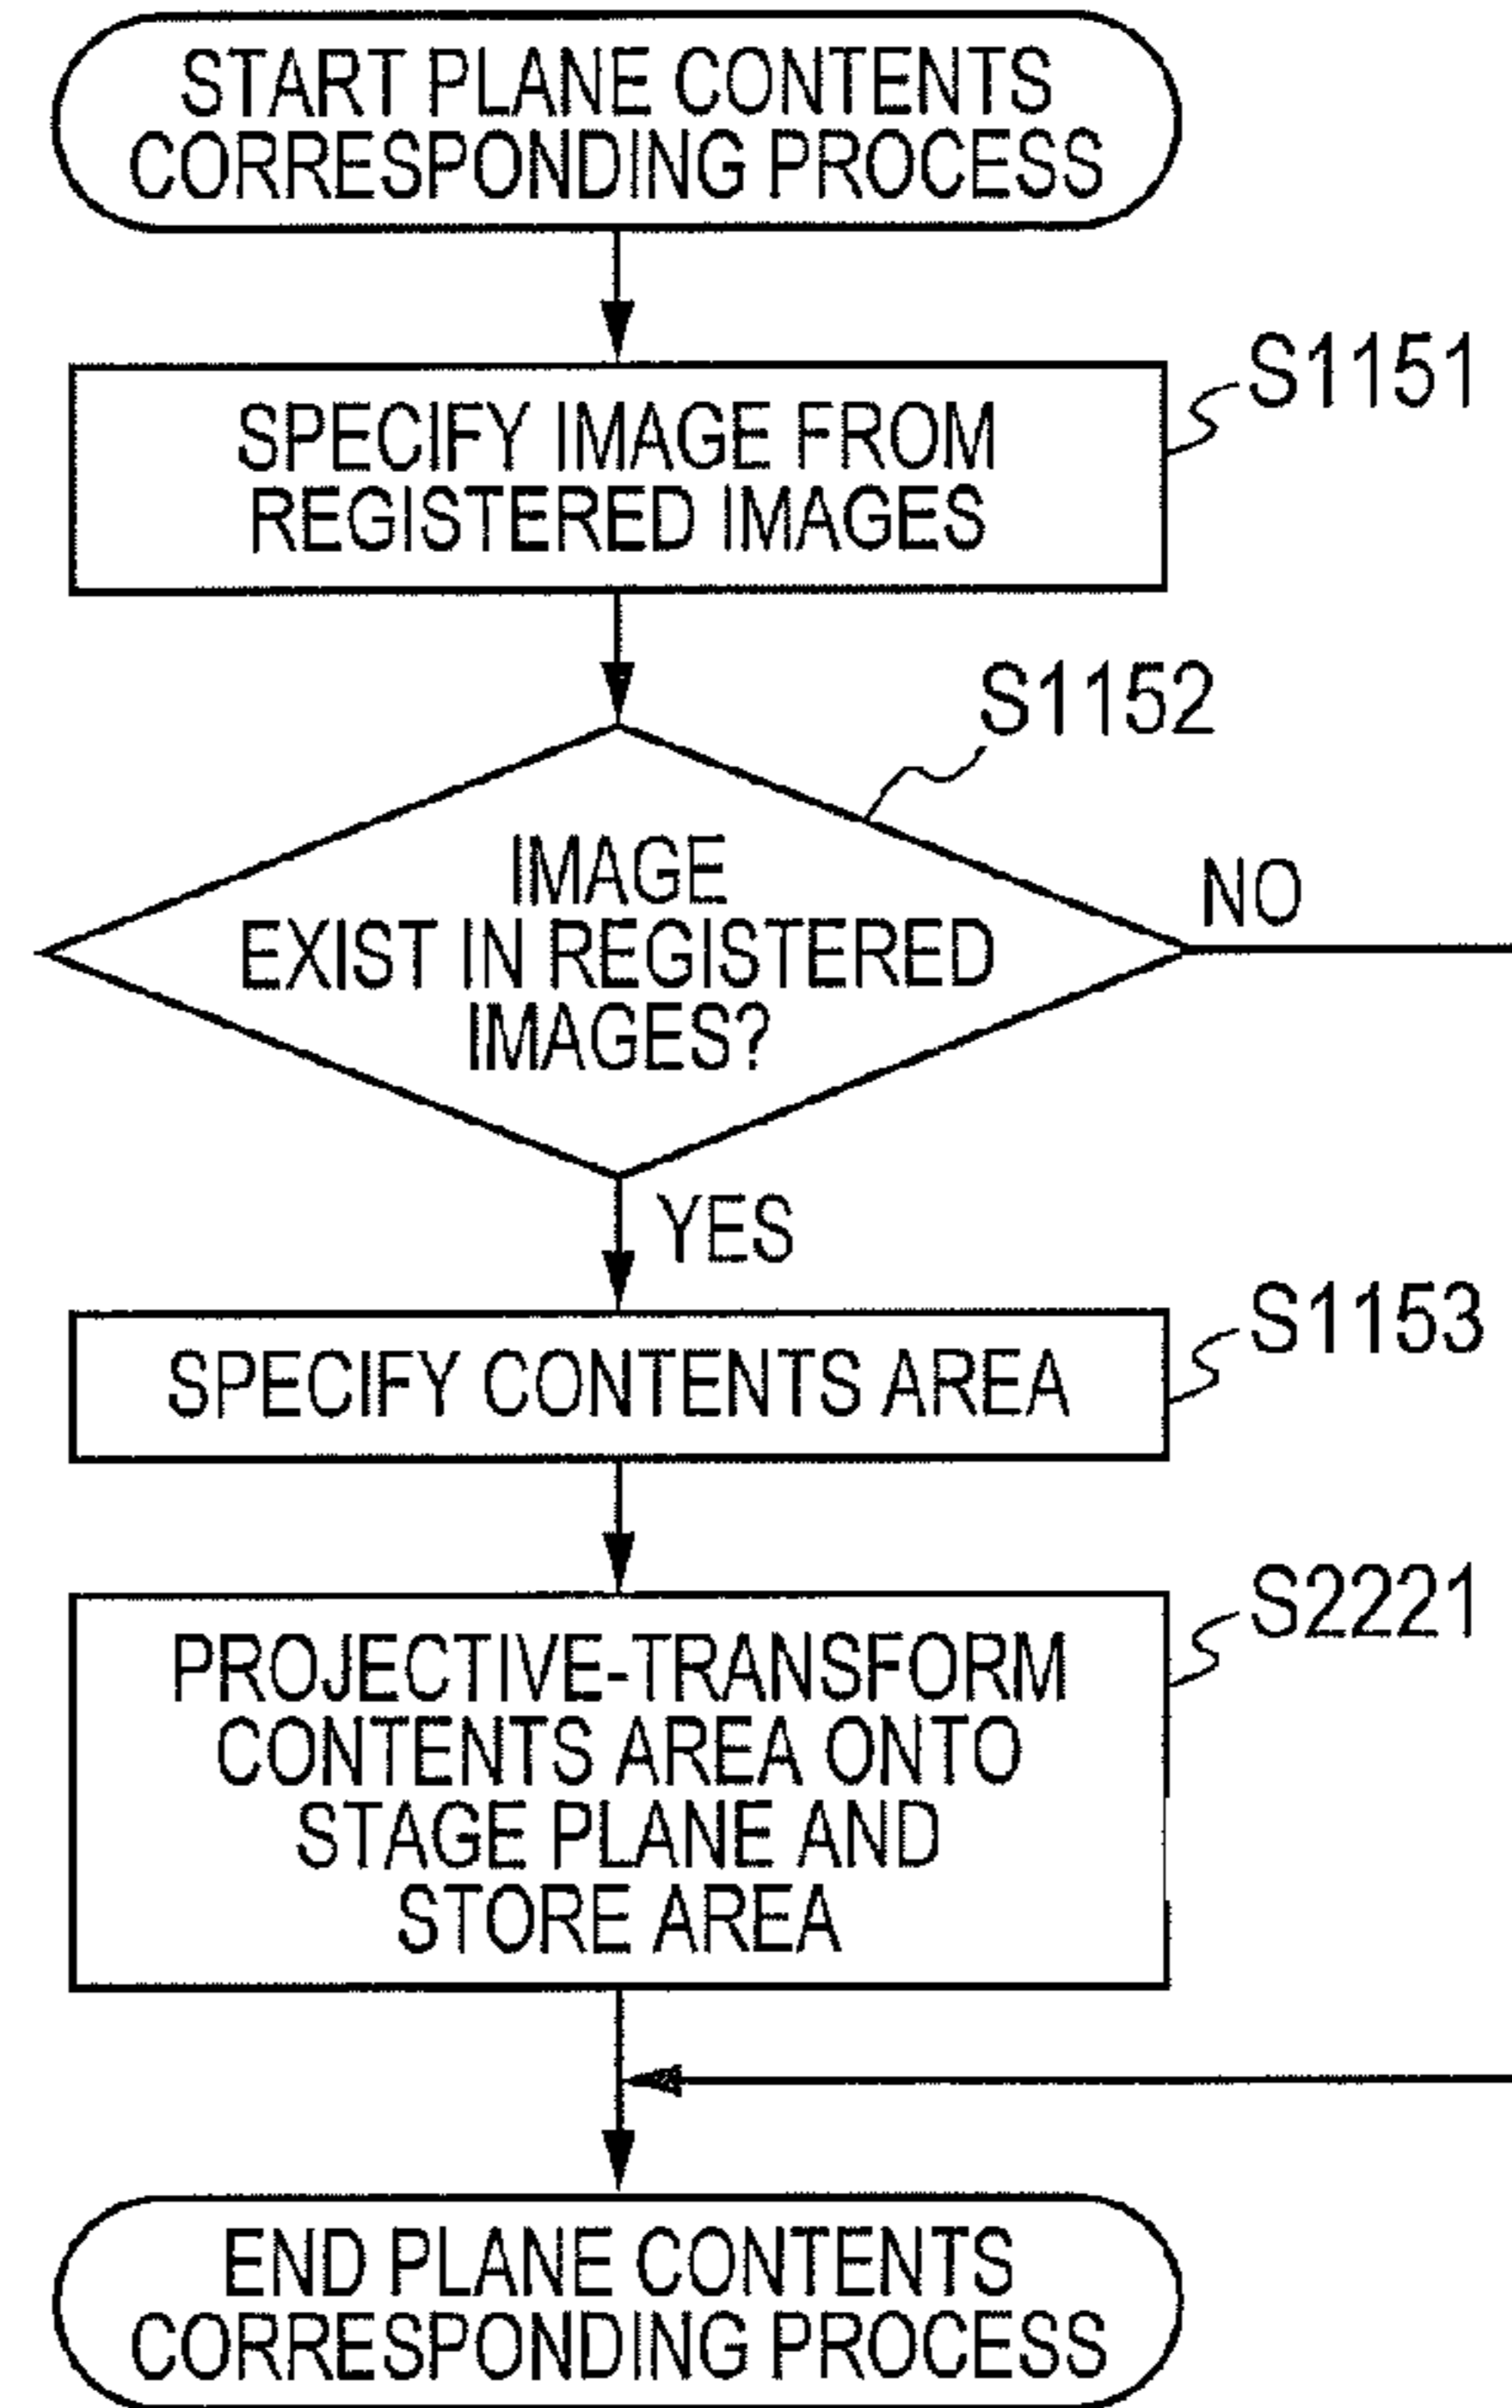 START PLANE CONTENTS
CORRESPONDING PROCESS
S1151
SPECIFY IMAGE FROM
REGISTERED IMAGES
S1152
IMAGE
EXIST IN REGISTERED
IMAGES?
NO
YES
S1153
SPECIFY CONTENTS AREA
S2221
PROJECTIVE-TRANSFORM
CONTENTS AREA ONTO
STAGE PLANE AND
STORE AREA
END PLANE CONTENTS
CORRESPONDING PROCESS